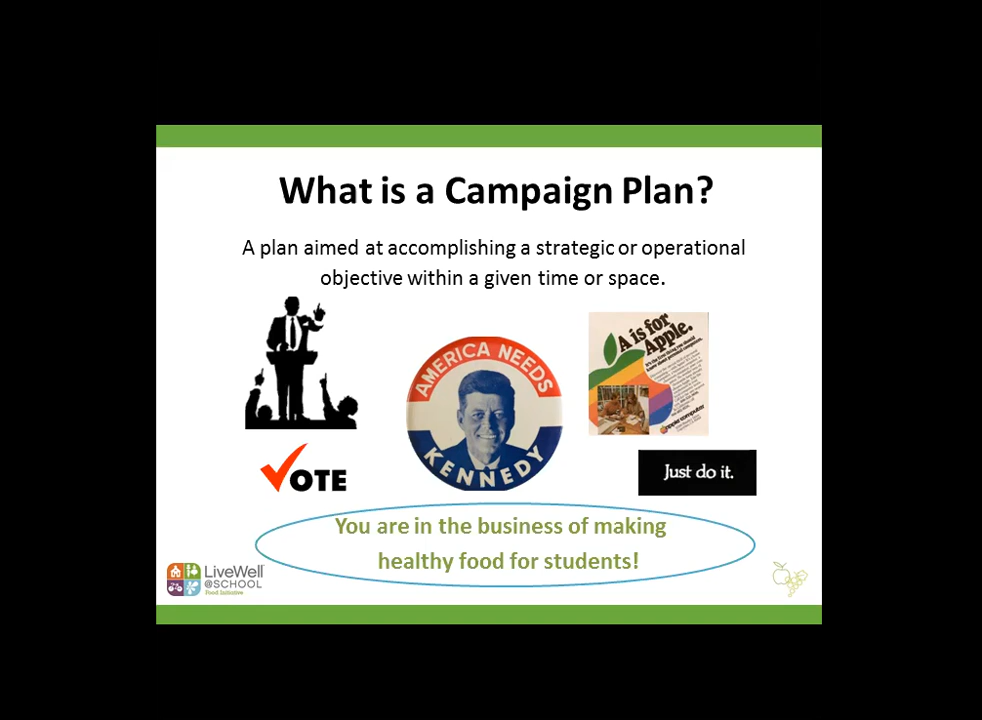 What is a Campaign Plan?
A plan aimed at accomplishing a strategic or operational
objective within a given time or space.
AMERICA NEEDS
KENNEDY
A is for
Apple.
apple computer
VOTE
Just do it.
You are in the business of making
healthy food for students!
LiveWell
@SCHOOL
Food Initiative